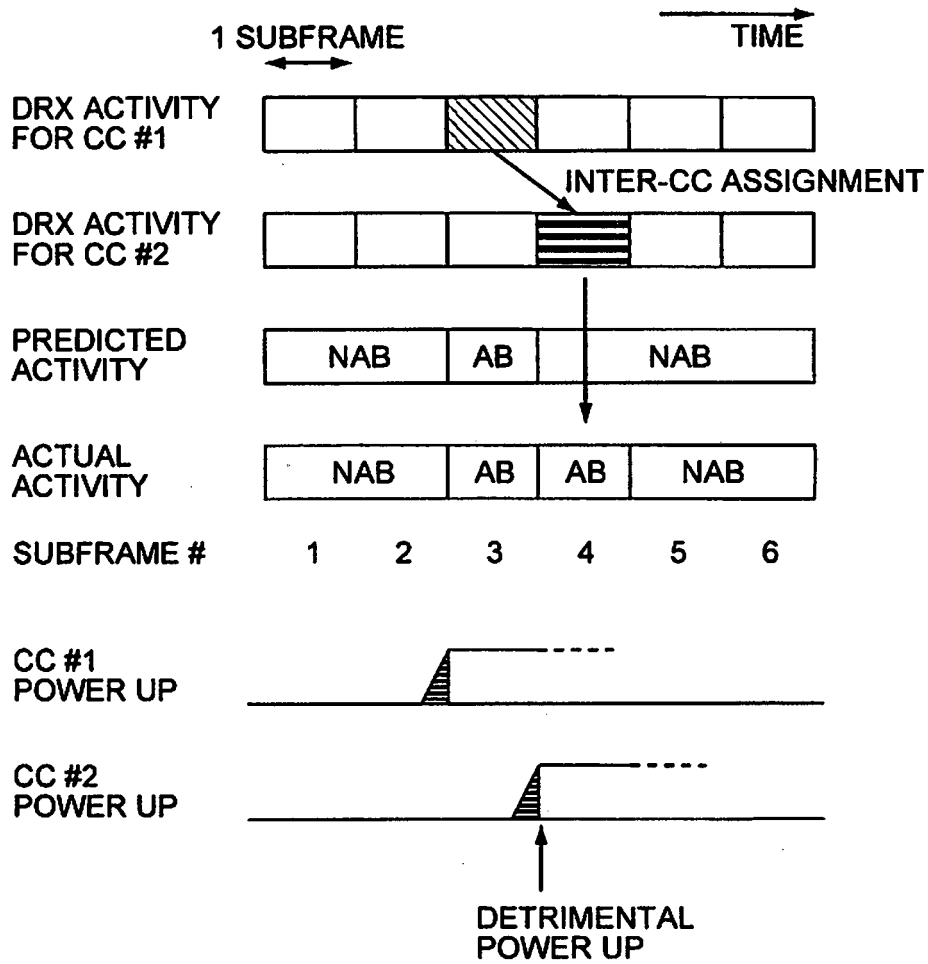 TIME
1 SUBFRAME
DRX ACTIVITY
FOR CC #1
INTER-CC ASSIGNMENT
DRX ACTIVITY
FOR CC #2
PREDICTED
ACTIVITY
NAB AB NAB
ACTUAL
ACTIVITY
NAB AB AB NAB
SUBFRAME # 1 2 3 4 5 6
CC #1
POWER UP
CC #2
POWER UP
DETRIMENTAL
POWER UP